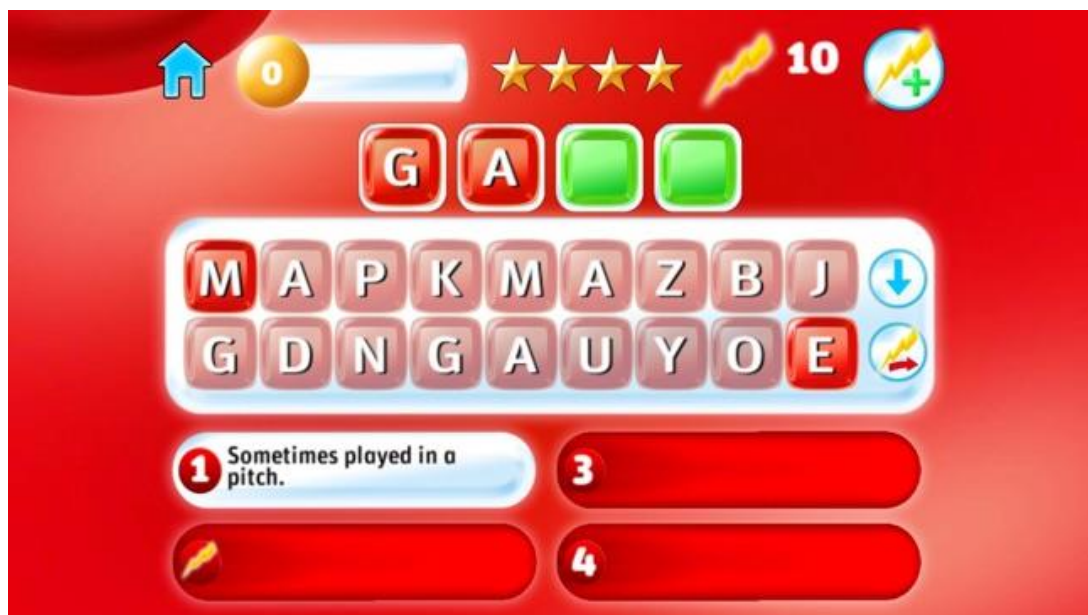 0 10
G A
M A P K M A Z B J
G D N G A U Y O E
1 Sometimes played in a
pitch.
3
4